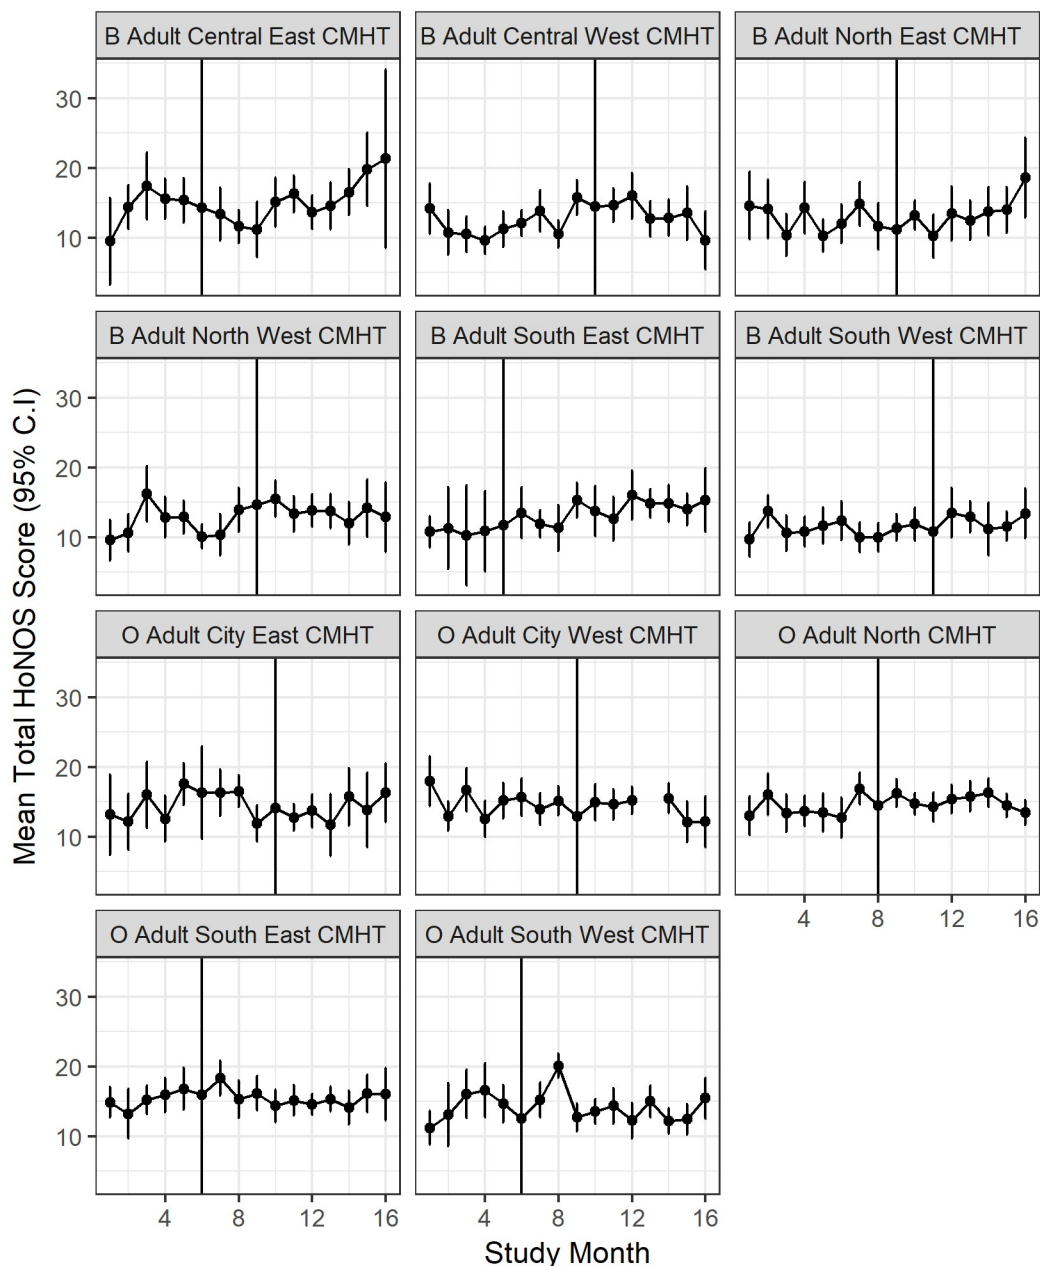 B Adult Central East CMHT
B Adult Central West CMHT
B Adult North East CMHT
30
20
10
B Adult North West CMHT
B Adult South East CMHT
B Adult South West CMHT
30
20
10
Mean Total HoNOS Score (95% C.I)
O Adult City East CMHT
O Adult City West CMHT
O Adult North CMHT
30
20
10
4 8 12 16
O Adult South East CMHT
O Adult South West CMHT
30
20
10
4 8 12 16
4 8 12 16
Study Month